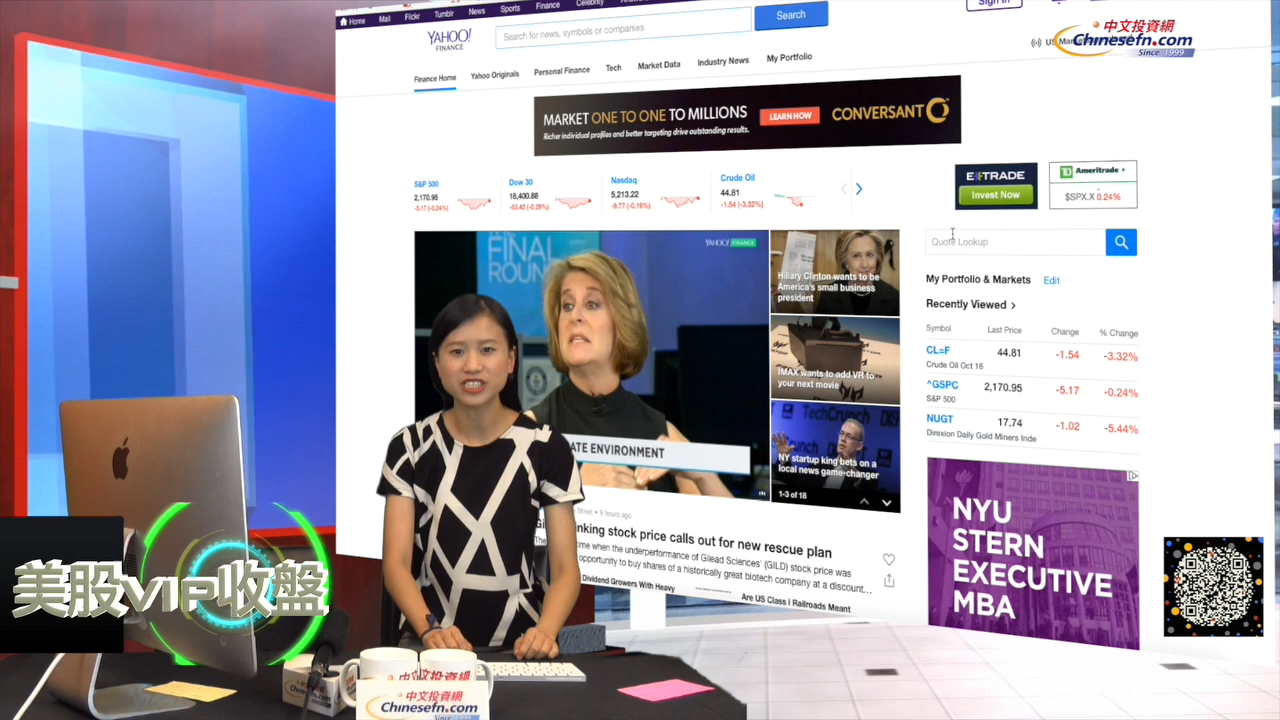 Home Mail Flickr Tumblr News Sports Finance Celebrity
Sign in
YAHOO!
FINANCE
Search for news, symbols or companies
Search
中文投資網
Chinesefn.com
Since 1999
Finance Home Yahoo Originals Personal Finance Tech Market Data Industry News My Portfolio
MARKET ONE TO ONE TO MILLIONS
Richer individual profiles and better targeting drive outstanding results.
LEARN NOW
CONVERSANT
S&P 500
2,170.95
-5.17 (-0.24%)
Dow 30
18,400.88
-53.42 (-0.29%)
Nasdaq
5,213.22
-9.77 (-0.19%)
Crude Oil
44.81
-1.54 (-3.32%)
E*TRADE
Invest Now
TD Ameritrade
$SPX.X 0.24%
Quote Lookup
My Portfolio & Markets Edit
Recently Viewed
Symbol Last Price Change % Change
CL=F 44.81 -1.54 -3.32%
Crude Oil Oct 16
^GSPC 2,170.95 -5.17 -0.24%
S&P 500
NUGT 17.74 -1.02 -5.44%
Direxion Daily Gold Miners Inde
THE
FINAL
ROUN
YAHOO! FINANCE
ATE ENVIRONMENT
Hillary Clinton wants to be
America's small business
president
IMAX wants to add VR to
your next movie
TechCrunch
NY startup king bets on a
local news game-changer
1-3 of 18
Street • 9 hours ago
inking stock price calls out for new rescue plan
time when the underperformance of Gilead Sciences' (GILD) stock price was
opportunity to buy shares of a historically great biotech company at a discount...
Dividend Growers With Heavy
Are US Class I Railroads Meant
NYU
STERN
EXECUTIVE
MBA
美股VIP收盤
中文投資網
Chinesefn.com
Since 1999